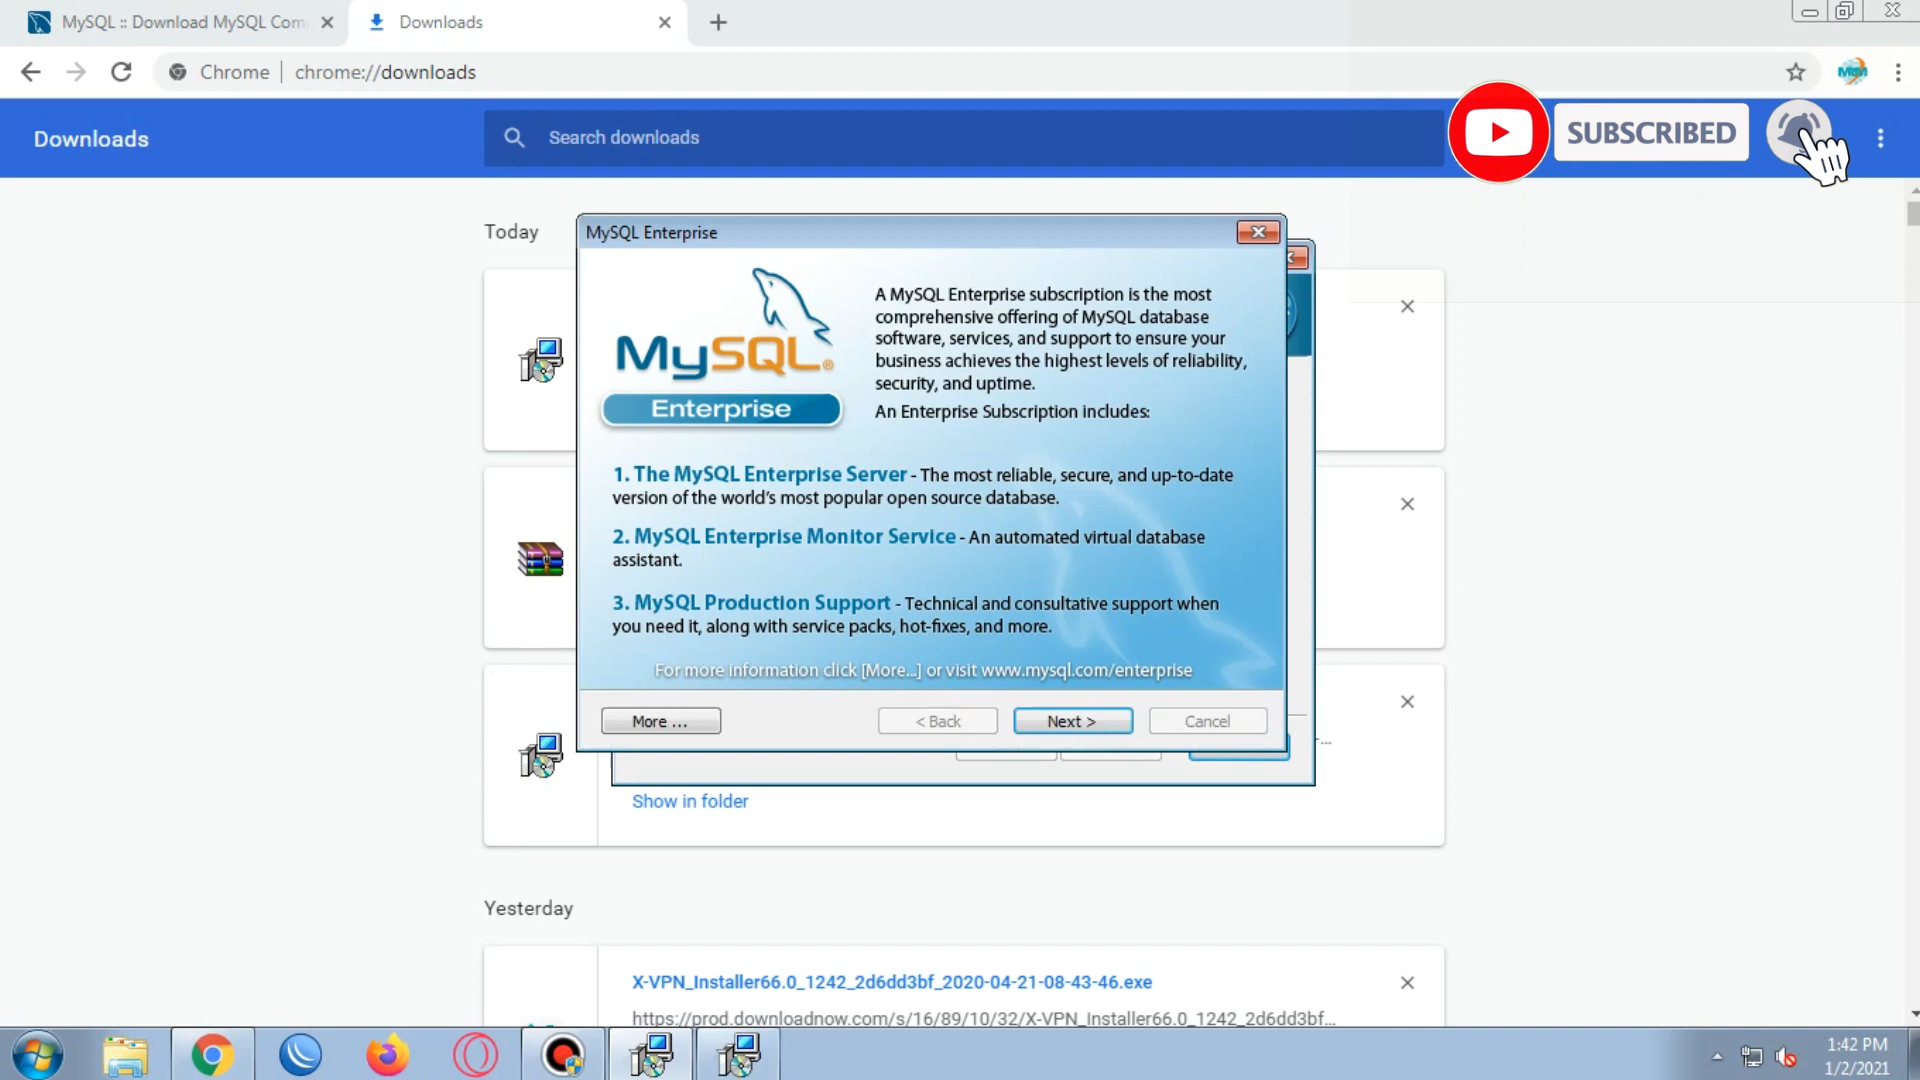 MySQL :: Download MySQL Com
Downloads
Chrome | chrome://downloads
MRM
Downloads
Search downloads
SUBSCRIBED
Today
MySQL Enterprise
MySQL®
Enterprise
A MySQL Enterprise subscription is the most
comprehensive offering of MySQL database
software, services, and support to ensure your
business achieves the highest levels of reliability,
security, and uptime.
An Enterprise Subscription includes:
1. The MySQL Enterprise Server - The most reliable, secure, and up-to-date
version of the world's most popular open source database.
2. MySQL Enterprise Monitor Service - An automated virtual database
assistant.
3. MySQL Production Support - Technical and consultative support when
you need it, along with service packs, hot-fixes, and more.
For more information click [More...] or visit www.mysql.com/enterprise
More ...
< Back
Next >
Cancel
Show in folder
Yesterday
X-VPN_Installer66.0_1242_2d6dd3bf_2020-04-21-08-43-46.exe
https://prod.downloadnow.com/s/16/89/10/32/X-VPN_Installer66.0_1242_2d6dd3bf...
1:42 PM
1/2/2021